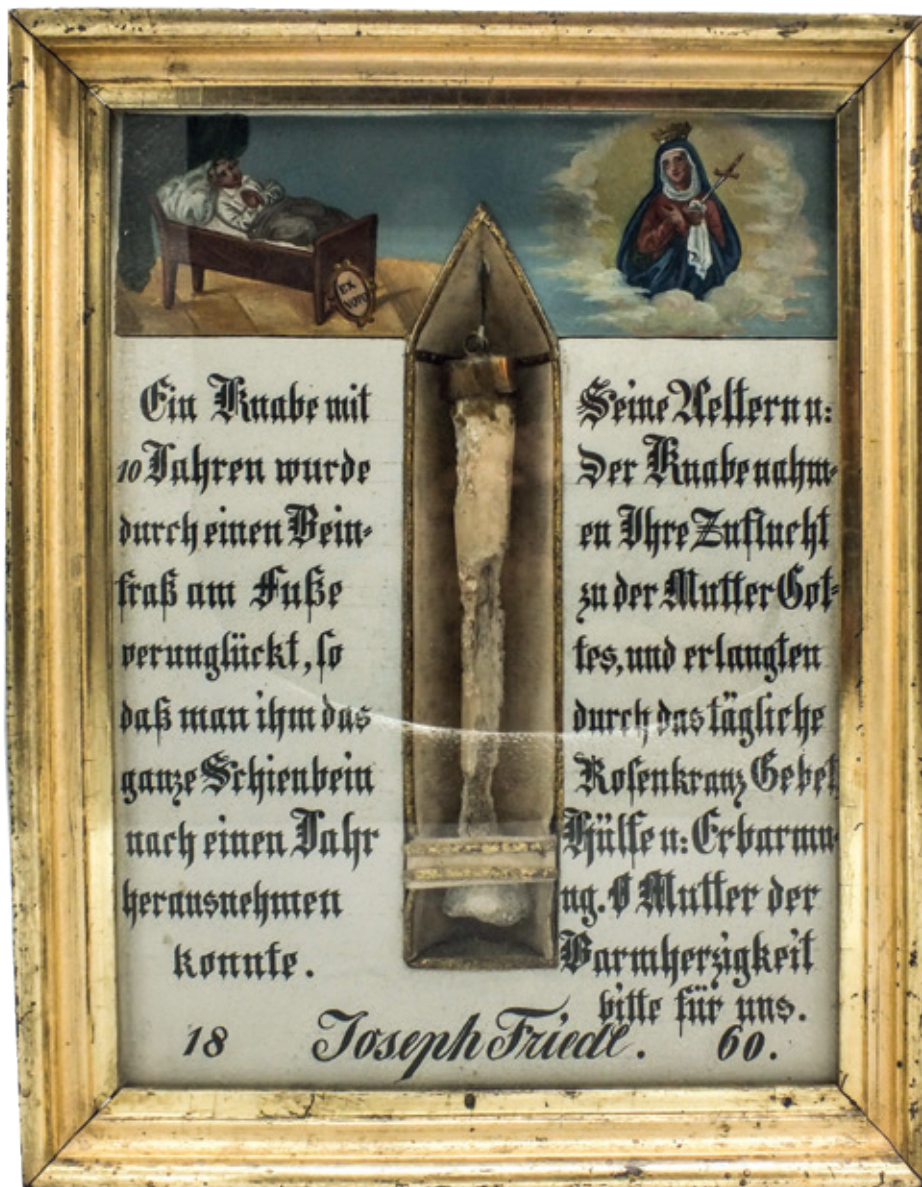 EX
VOTO
Ein Knabe mit
10 Jahren wurde
durch einen Bein-
fraß am Fuße
verunglückt, so
daß man ihm das
ganze Schienbein
nach einen Jahr
herausnehmen
konnte.
Seine Aeltern u:
Der Knabe nahm-
en Ihre Zuflucht
zu der Mutter Got-
tes, und erlangten
durch das tägliche
Rosenkranz Gebet
Hülfe u: Erbarmu-
ng. O Mutter der
Barmherzigkeit
bitte für uns.
18 Joseph Friedl. 60.